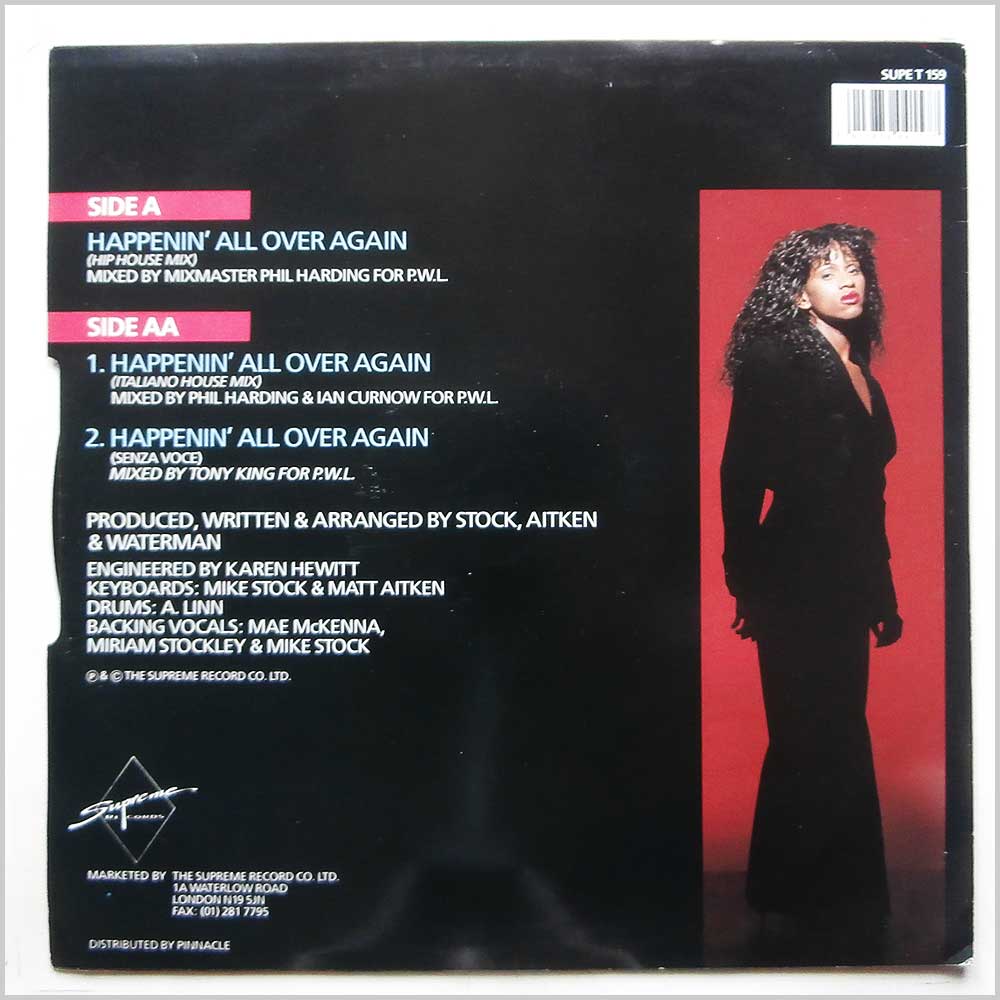 SUPE T 159
SIDE A
HAPPENIN' ALL OVER AGAIN
(HIP HOUSE MIX)
MIXED BY MIXMASTER PHIL HARDING FOR P.W.L.
SIDE AA
1. HAPPENIN' ALL OVER AGAIN
(ITALIANO HOUSE MIX)
MIXED BY PHIL HARDING & IAN CURNOW FOR P.W.L.
2. HAPPENIN' ALL OVER AGAIN
(SENZA VOCE)
MIXED BY TONY KING FOR P.W.L.
PRODUCED, WRITTEN & ARRANGED BY STOCK, AITKEN
& WATERMAN
ENGINEERED BY KAREN HEWITT
KEYBOARDS: MIKE STOCK & MATT AITKEN
DRUMS: A. LINN
BACKING VOCALS: MAE McKENNA,
MIRIAM STOCKLEY & MIKE STOCK
℗ & © THE SUPREME RECORD CO. LTD.
Supreme
RECORDS
MARKETED BY THE SUPREME RECORD CO. LTD.
1A WATERLOW ROAD
LONDON N19 5JN
FAX: (01) 281 7795
DISTRIBUTED BY PINNACLE